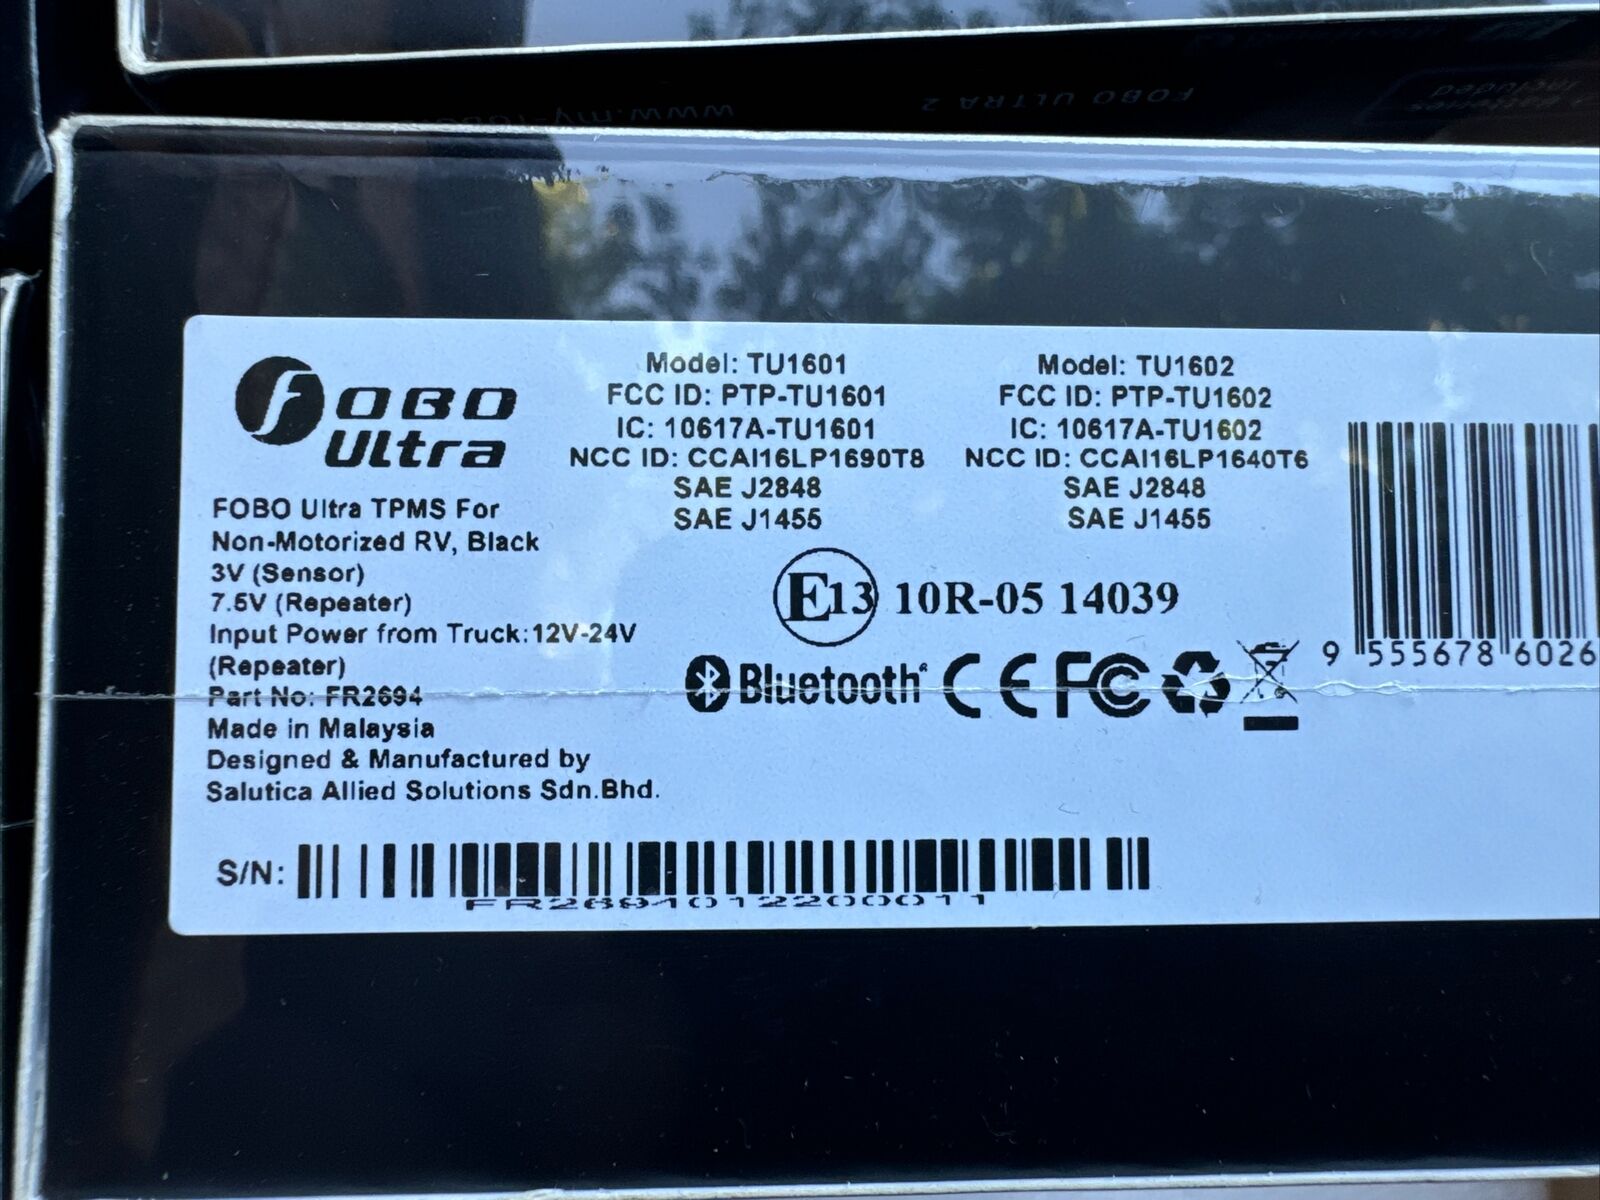 FOBO ULTRA 2
FOBO
Ultra
FOBO Ultra TPMS For
Non-Motorized RV, Black
3V (Sensor)
7.5V (Repeater)
Input Power from Truck:12V-24V
(Repeater)
Part No: FR2694
Made in Malaysia
Designed & Manufactured by
Salutica Allied Solutions Sdn.Bhd.
Model: TU1601
FCC ID: PTP-TU1601
IC: 10617A-TU1601
NCC ID: CCAI16LP1690T8
SAE J2848
SAE J1455
Model: TU1602
FCC ID: PTP-TU1602
IC: 10617A-TU1602
NCC ID: CCAI16LP1640T6
SAE J2848
SAE J1455
E13 10R-05 14039
Bluetooth® CE FC
9 555678 6026
S/N:
FR2694012200011